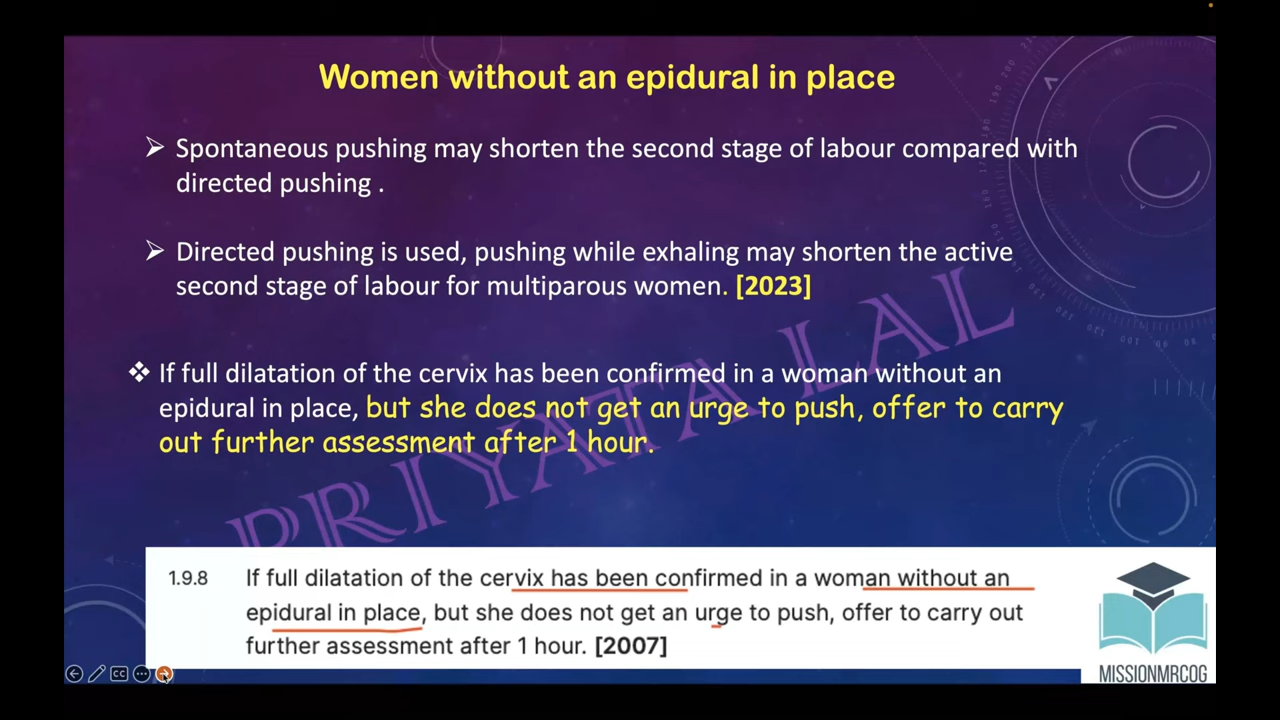 Women without an epidural in place
Spontaneous pushing may shorten the second stage of labour compared with
directed pushing .
Directed pushing is used, pushing while exhaling may shorten the active
second stage of labour for multiparous women. [2023]
If full dilatation of the cervix has been confirmed in a woman without an
epidural in place, but she does not get an urge to push, offer to carry
out further assessment after 1 hour.
PRIYATA LAL
1.9.8 If full dilatation of the cervix has been confirmed in a woman without an
epidural in place, but she does not get an urge to push, offer to carry out
further assessment after 1 hour. [2007]
MISSIONMRCOG
CC